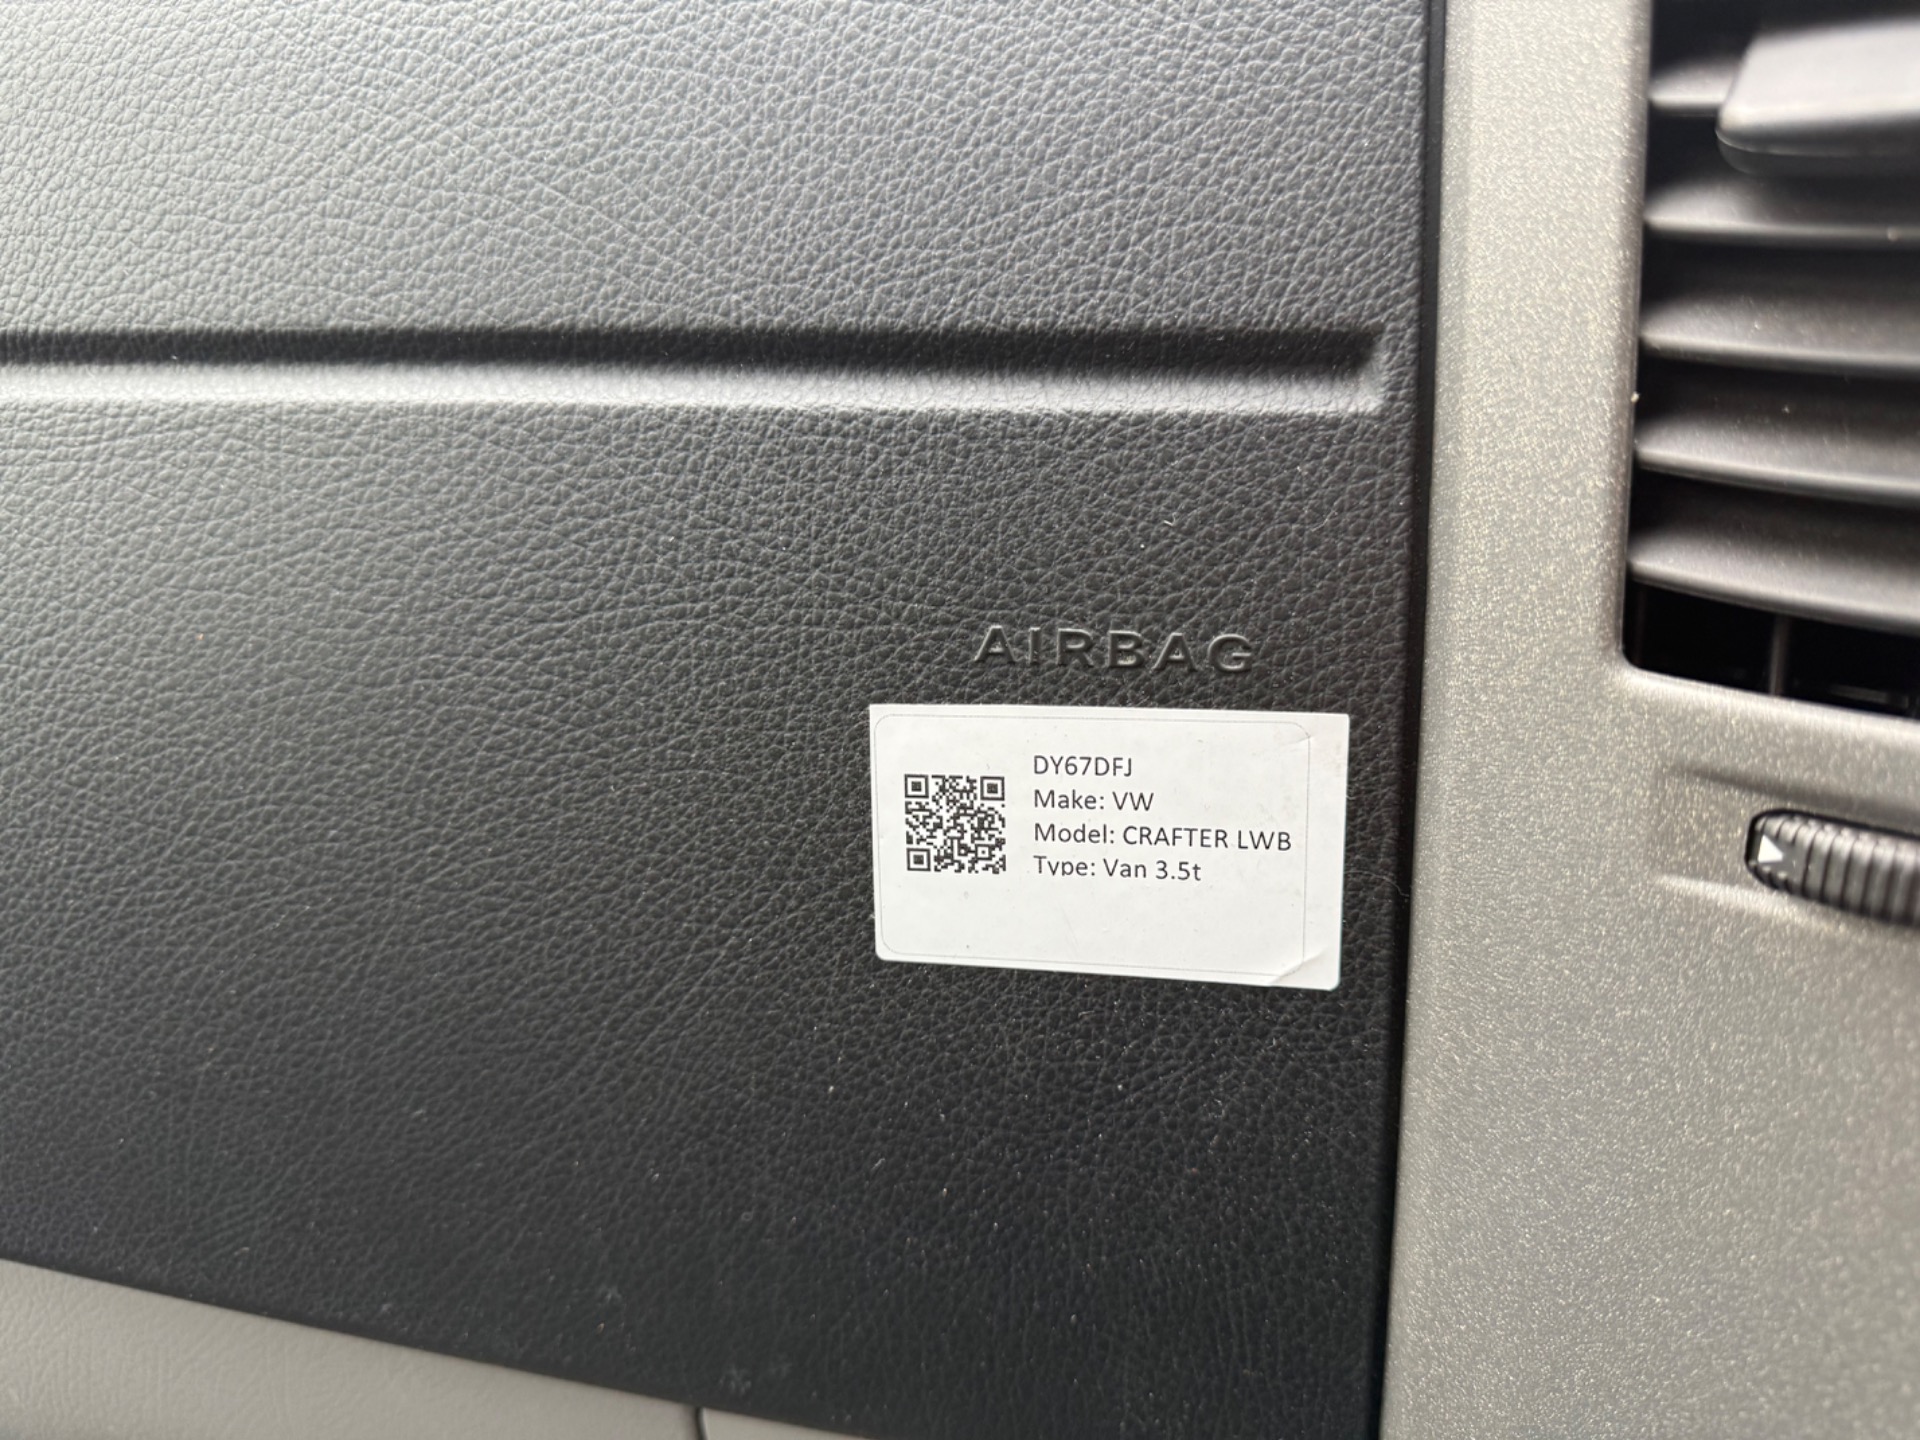 AIRBAG
DY67DFJ
Make: VW
Model: CRAFTER LWB
Type: Van 3.5t